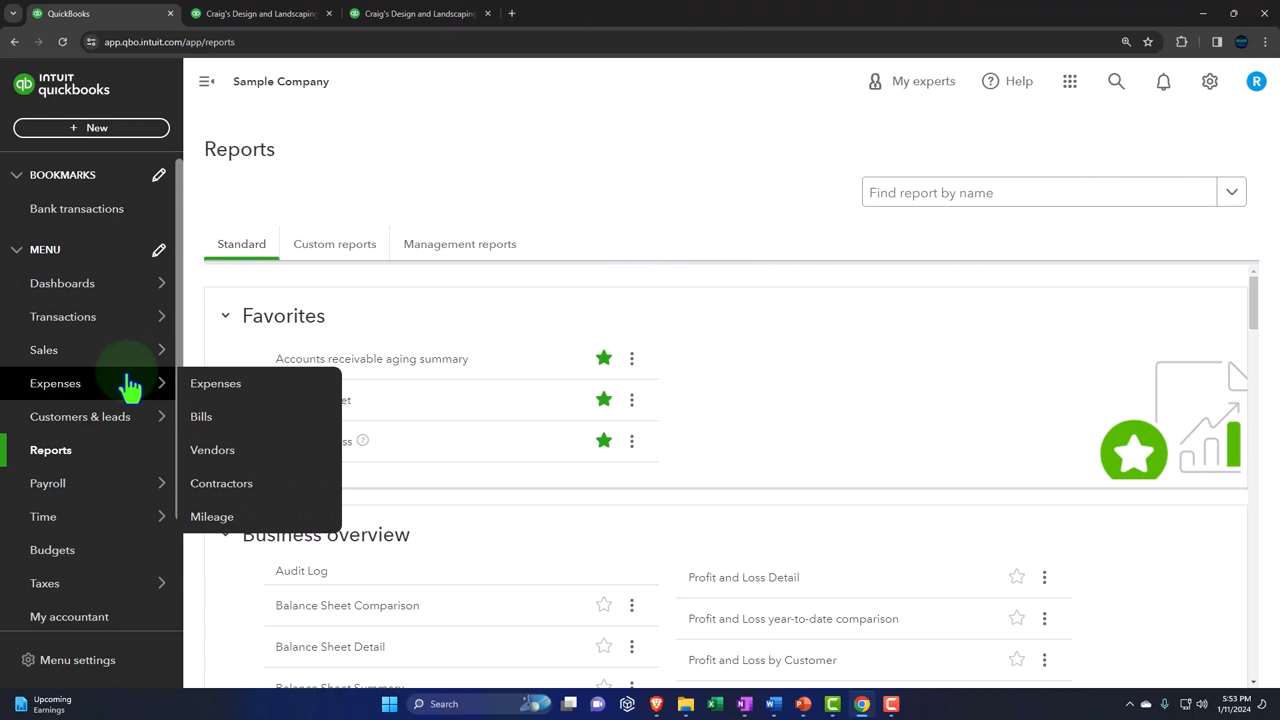 QuickBooks
Craig's Design and Landscaping
Craig's Design and Landscaping
app.qbo.intuit.com/app/reports
INTUIT
quickbooks
Sample Company
My experts
Help
R
+ New
Reports
BOOKMARKS
Bank transactions
Find report by name
MENU
Standard
Custom reports
Management reports
Dashboards
Transactions
Sales
Expenses
Customers & leads
Reports
Payroll
Time
Budgets
Taxes
My accountant
Menu settings
Expenses
Bills
Vendors
Contractors
Mileage
Favorites
Accounts receivable aging summary
Business overview
Audit Log
Balance Sheet Comparison
Balance Sheet Detail
Balance Sheet Summary
Profit and Loss Detail
Profit and Loss year-to-date comparison
Profit and Loss by Customer
Upcoming
Earnings
Search
5:53 PM
1/11/2024